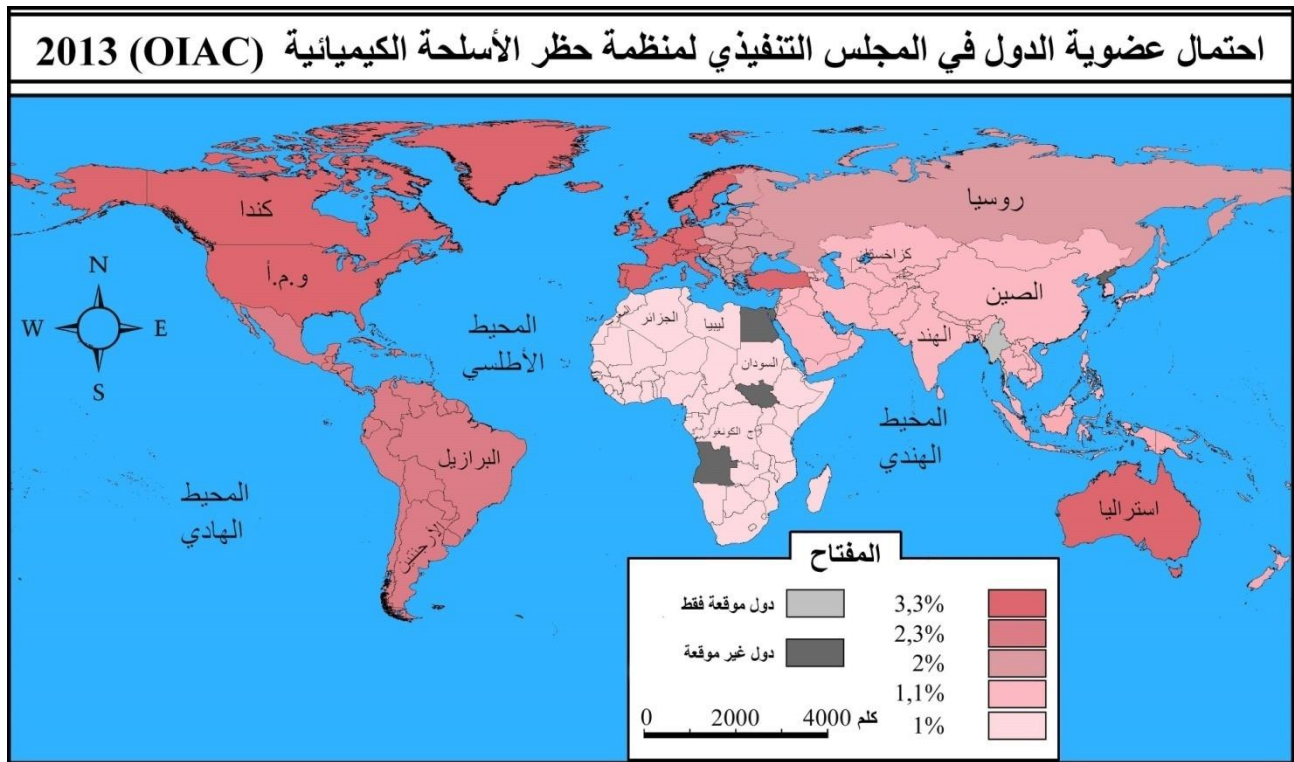 احتمال عضوية الدول في المجلس التنفيذي لمنظمة حظر الأسلحة الكيميائية (OIAC) 2013
كندا
و.م.أ
روسيا
كزاخستان
الصين
الهند
N
W
E
S
المحيط
الأطلسي
الجزائر
ليبيا
السودان
ج الكونغو
المحيط
الهندي
البرازيل
المحيط
الهادي
استراليا
المفتاح
3,3%
2,3%
2%
1,1%
1%
دول موقعة فقط
دول غير موقعة
0 2000 4000 كلم